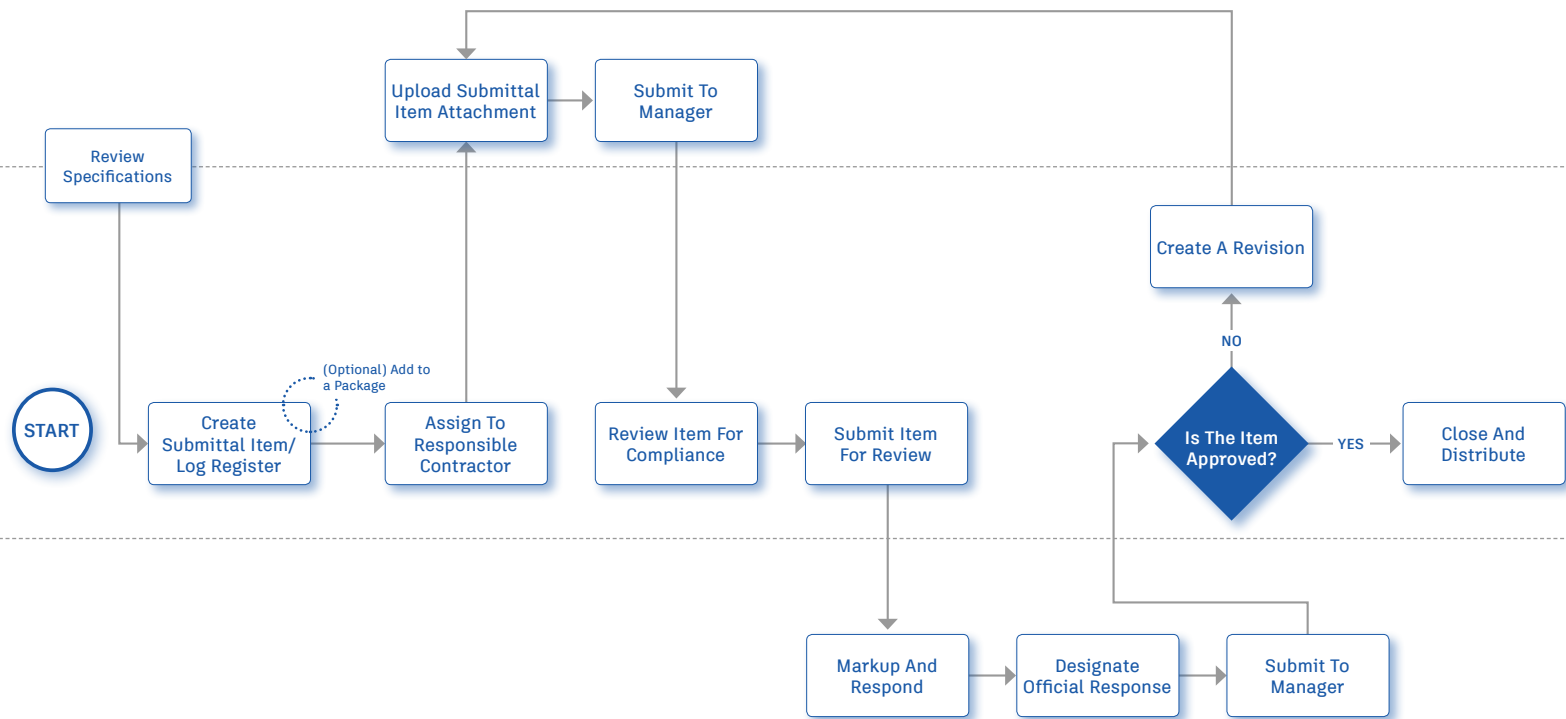 Upload Submittal
Item Attachment
Submit To
Manager
Review
Specifications
Create A Revision
NO
(Optional) Add to
a Package
START
Create
Submittal Item/
Log Register
Assign To
Responsible
Contractor
Review Item For
Compliance
Submit Item
For Review
Is The Item
Approved?
YES
Close And
Distribute
Markup And
Respond
Designate
Official Response
Submit To
Manager